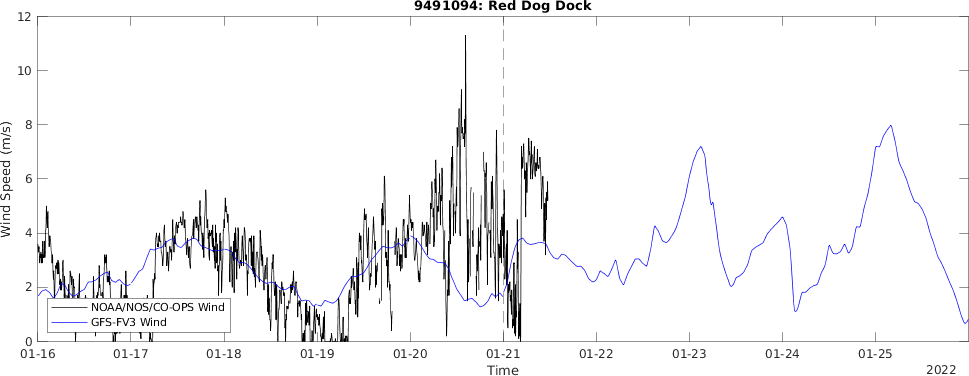 9491094: Red Dog Dock
12
10
8
6
4
2
0
Wind Speed (m/s)
NOAA/NOS/CO-OPS Wind
GFS-FV3 Wind
01-16 01-17 01-18 01-19 01-20 01-21 01-22 01-23 01-24 01-25
Time
2022